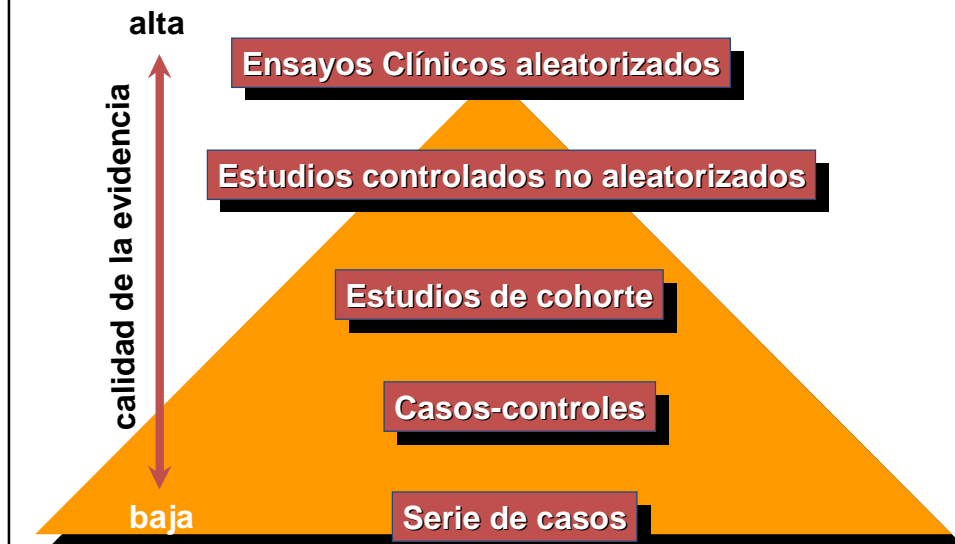 alta
Ensayos Clínicos aleatorizados
calidad de la evidencia
Estudios controlados no aleatorizados
Estudios de cohorte
Casos-controles
baja
Serie de casos